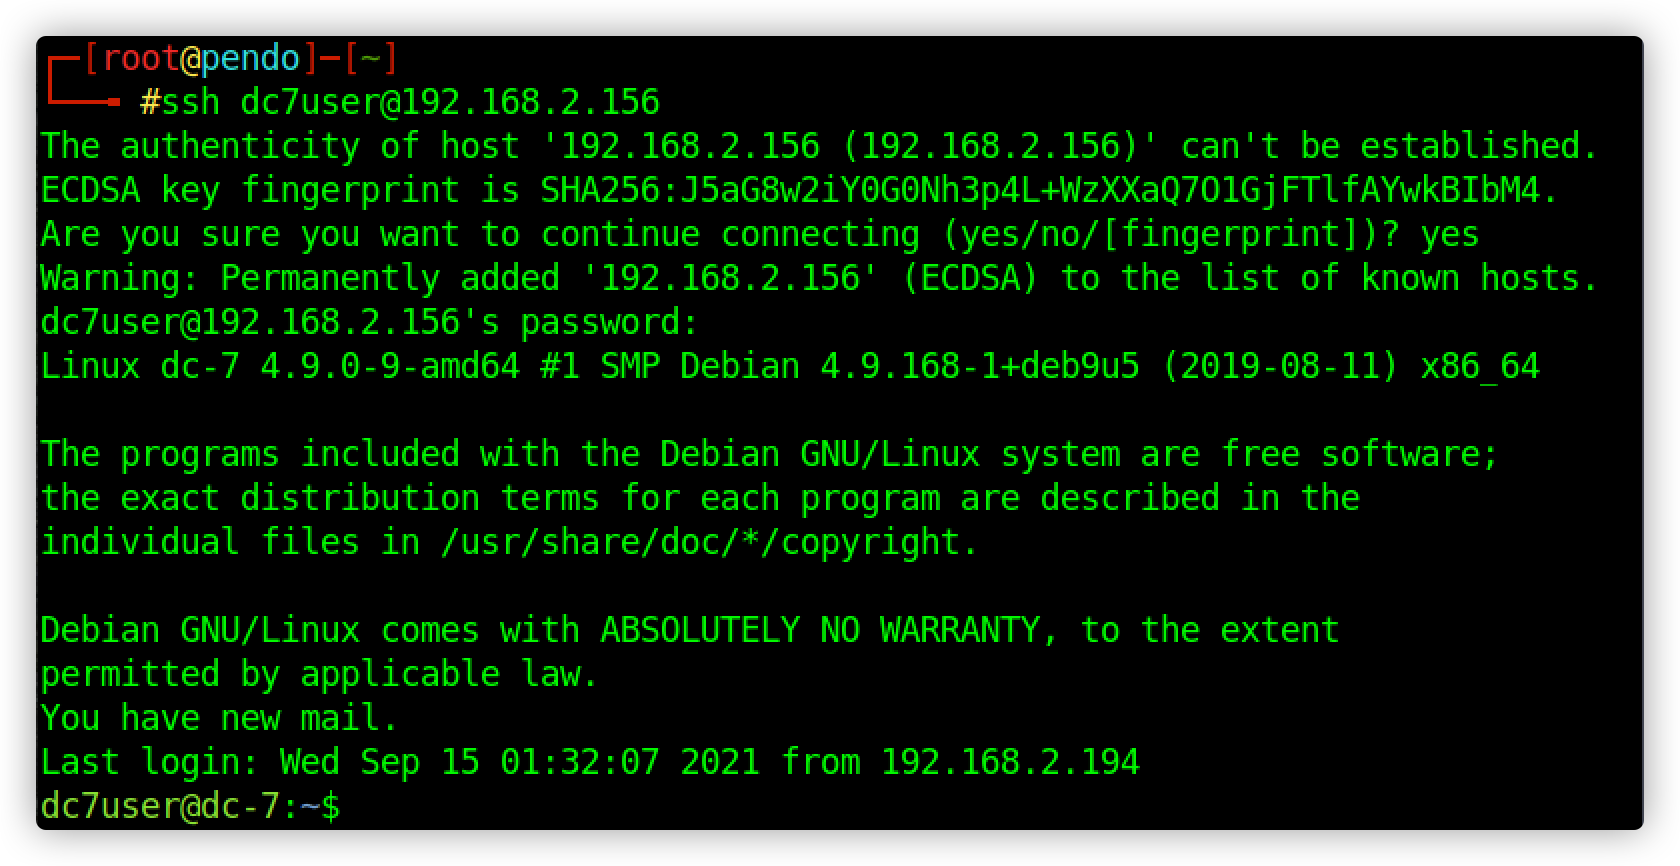 ┌─[root@pendo]─[~]
└──╼ #ssh dc7user@192.168.2.156
The authenticity of host '192.168.2.156 (192.168.2.156)' can't be established.
ECDSA key fingerprint is SHA256:J5aG8w2iY0G0Nh3p4L+WzXXaQ7O1GjFTlfAYwkBIbM4.
Are you sure you want to continue connecting (yes/no/[fingerprint])? yes
Warning: Permanently added '192.168.2.156' (ECDSA) to the list of known hosts.
dc7user@192.168.2.156's password:
Linux dc-7 4.9.0-9-amd64 #1 SMP Debian 4.9.168-1+deb9u5 (2019-08-11) x86_64
The programs included with the Debian GNU/Linux system are free software;
the exact distribution terms for each program are described in the
individual files in /usr/share/doc/*/copyright.
Debian GNU/Linux comes with ABSOLUTELY NO WARRANTY, to the extent
permitted by applicable law.
You have new mail.
Last login: Wed Sep 15 01:32:07 2021 from 192.168.2.194
dc7user@dc-7:~$